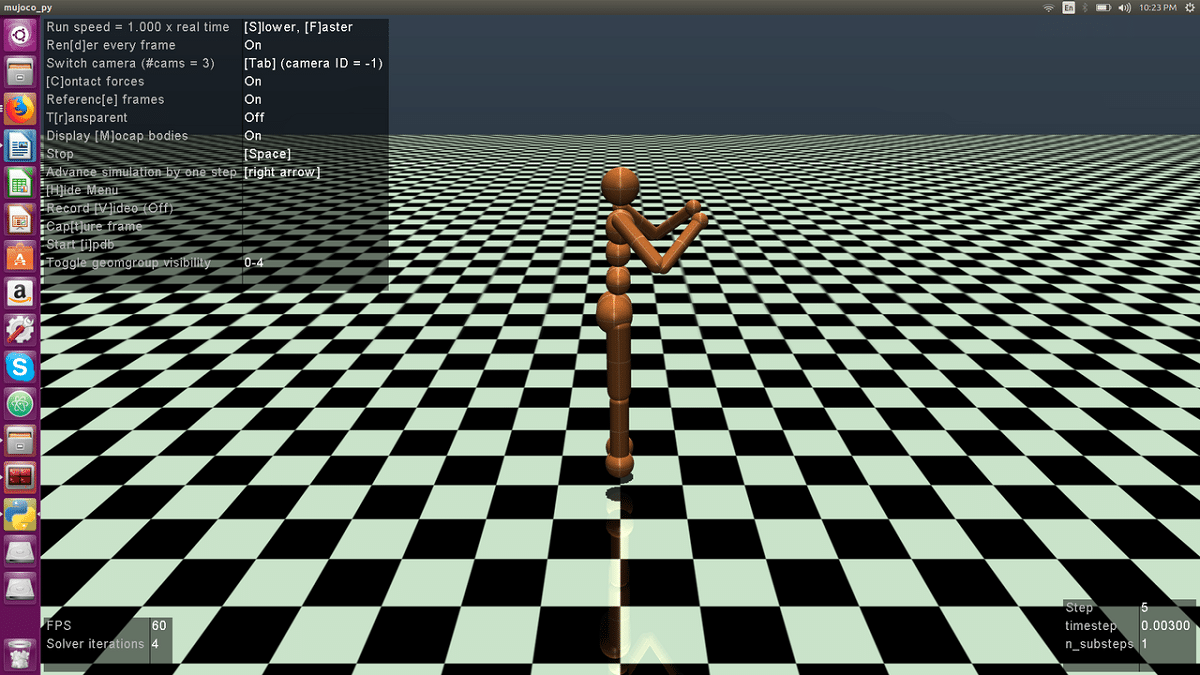 mujoco_py
En
10:23 PM
Run speed = 1.000 x real time [S]lower, [F]aster
Ren[d]er every frame On
Switch camera (#cams = 3) [Tab] (camera ID = -1)
[C]ontact forces On
Referenc[e] frames On
T[r]ansparent Off
Display [M]ocap bodies On
Stop [Space]
Advance simulation by one step [right arrow]
[H]ide Menu
Record [V]ideo (Off)
Cap[t]ure frame
Start [i]pdb
Toggle geomgroup visibility 0-4
A
a
S
FPS 60
Solver iterations 4
Step 5
timestep 0.00300
n_substeps 1